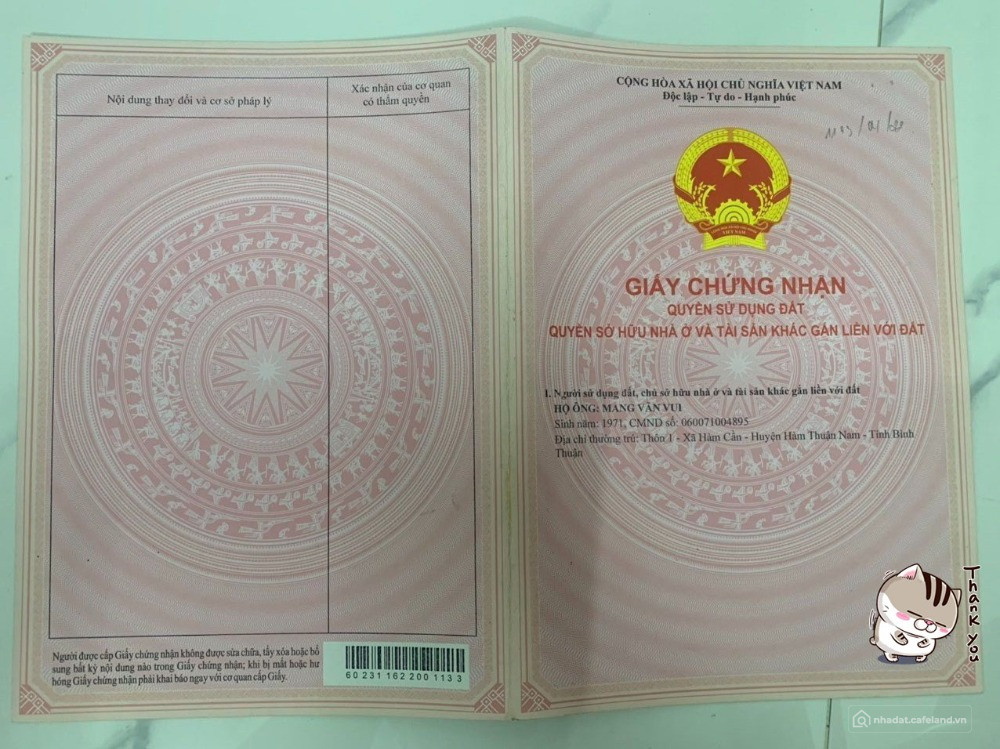 Nội dung thay đổi và cơ sở pháp lý
Xác nhận của cơ quan
có thẩm quyền
Người được cấp Giấy chứng nhận không được sửa chữa, tẩy xóa hoặc bổ
sung bất kỳ nội dung nào trong Giấy chứng nhận; khi bị mất hoặc hư
hỏng Giấy chứng nhận phải khai báo ngay với cơ quan cấp Giấy.
60 231 162 200 113 3
CỘNG HÒA XÃ HỘI CHỦ NGHĨA VIỆT NAM
Độc lập - Tự do - Hạnh phúc
VIỆT NAM
GIẤY CHỨNG NHẬN
QUYỀN SỬ DỤNG ĐẤT
QUYỀN SỞ HỮU NHÀ Ở VÀ TÀI SẢN KHÁC GẮN LIỀN VỚI ĐẤT
I. Người sử dụng đất, chủ sở hữu nhà ở và tài sản khác gắn liền với đất
HỘ ÔNG: MANG VĂN VUI
Sinh năm: 1971, CMND số: 060071004895
Địa chỉ thường trú: Thôn 1 - Xã Hàm Cần - Huyện Hàm Thuận Nam - Tỉnh Bình
Thuận
Thank you
nhadat.cafeland.vn